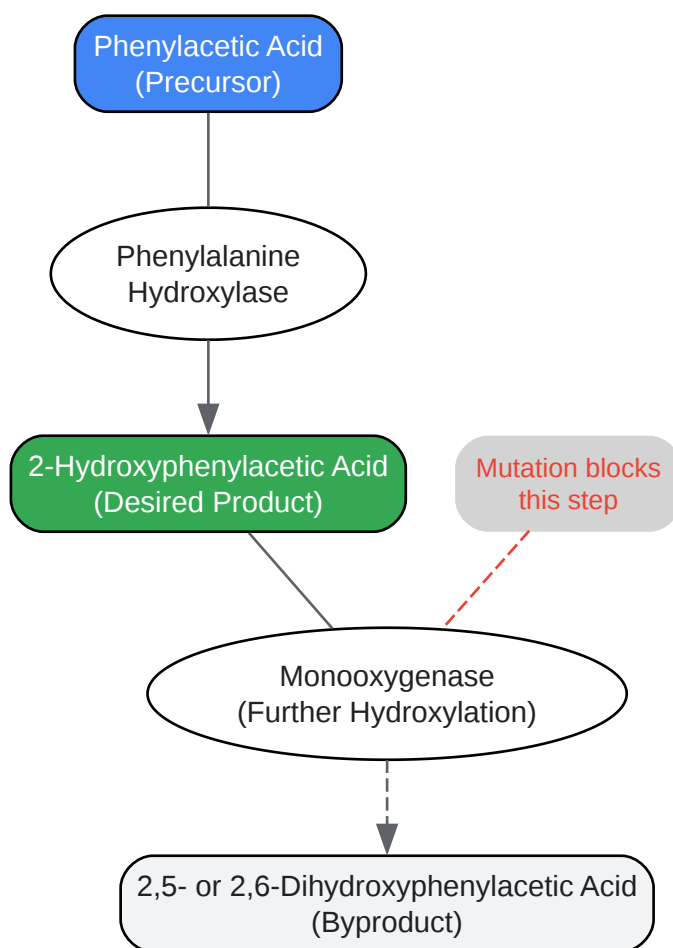 Phenylacetic Acid
(Precursor)
Phenylalanine
Hydroxylase
2-Hydroxyphenylacetic Acid
(Desired Product)
Mutation blocks
this step
Monooxygenase
(Further Hydroxylation)
2,5- or 2,6-Dihydroxyphenylacetic Acid
(Byproduct)